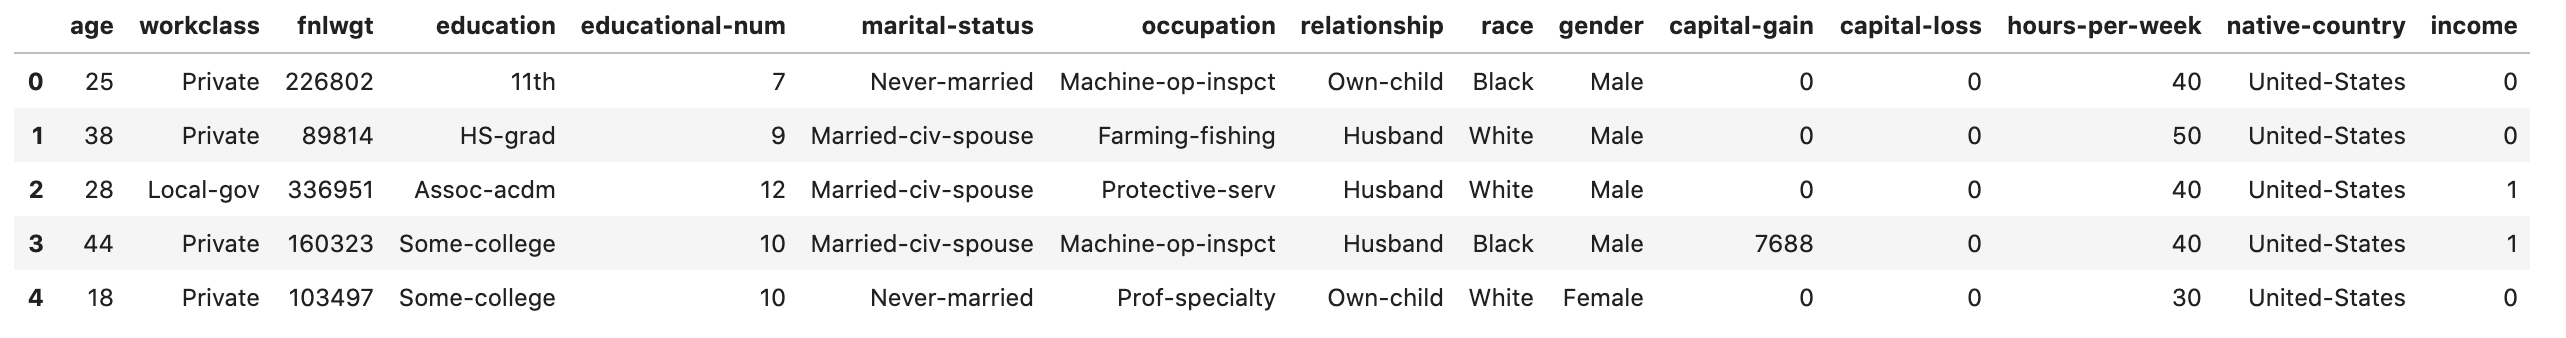 age workclass fnlwgt education educational-num marital-status occupation relationship race gender capital-gain capital-loss hours-per-week native-country income
0 25 Private 226802 11th 7 Never-married Machine-op-inspct Own-child Black Male 0 0 40 United-States 0
1 38 Private 89814 HS-grad 9 Married-civ-spouse Farming-fishing Husband White Male 0 0 50 United-States 0
2 28 Local-gov 336951 Assoc-acdm 12 Married-civ-spouse Protective-serv Husband White Male 0 0 40 United-States 1
3 44 Private 160323 Some-college 10 Married-civ-spouse Machine-op-inspct Husband Black Male 7688 0 40 United-States 1
4 18 Private 103497 Some-college 10 Never-married Prof-specialty Own-child White Female 0 0 30 United-States 0